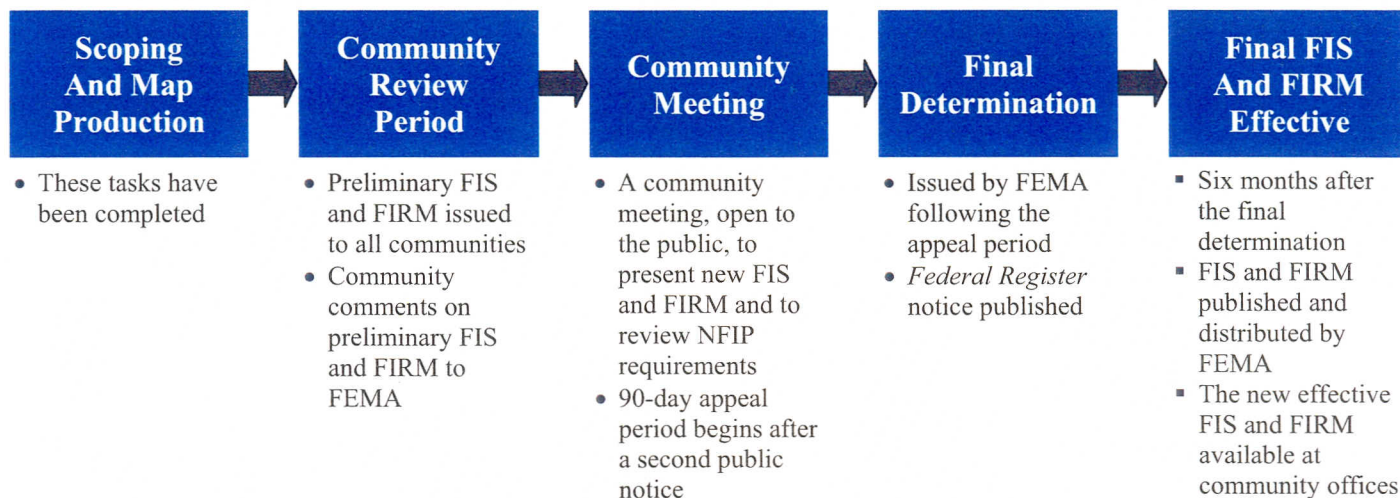 Scoping
And Map
Production
Community
Review
Period
Community
Meeting
Final
Determination
Final FIS
And FIRM
Effective
• These tasks have
been completed
• Preliminary FIS
and FIRM issued
to all communities
• Community
comments on
preliminary FIS
and FIRM to
FEMA
• A community
meeting, open to
the public, to
present new FIS
and FIRM and to
review NFIP
requirements
• 90-day appeal
period begins after
a second public
notice
• Issued by FEMA
following the
appeal period
• Federal Register
notice published
▪ Six months after
the final
determination
▪ FIS and FIRM
published and
distributed by
FEMA
▪ The new effective
FIS and FIRM
available at
community offices